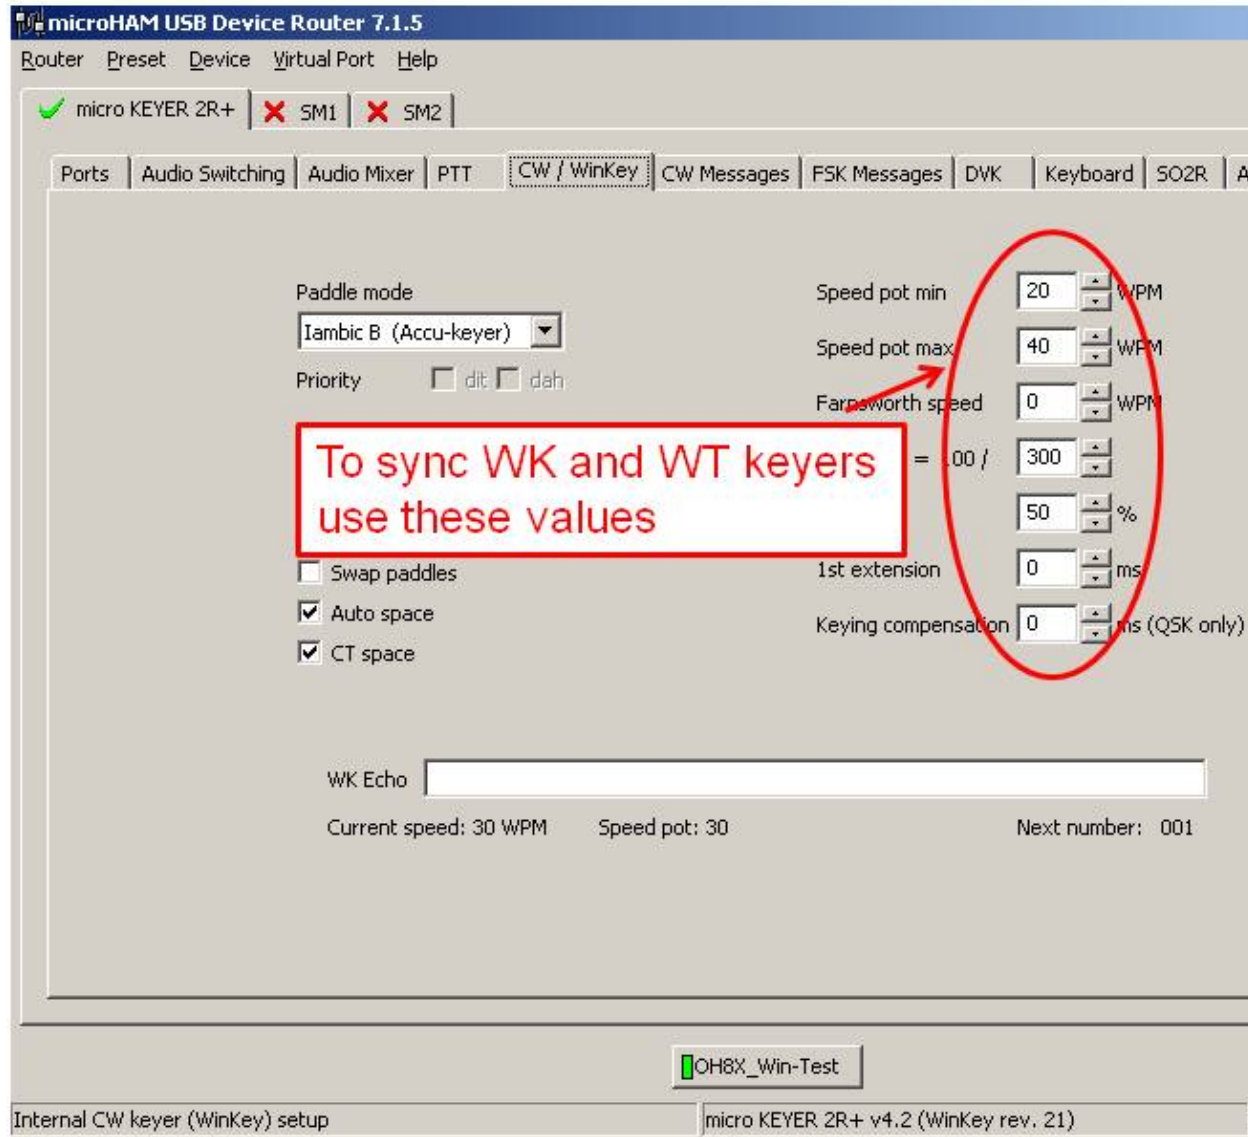 microHAM USB Device Router 7.1.5
Router Preset Device Virtual Port Help
micro KEYER 2R+ SM1 SM2
Ports Audio Switching Audio Mixer PTT CW / WinKey CW Messages FSK Messages DVK Keyboard SO2R A
Paddle mode
Iambic B (Accu-keyer)
Priority dit dah
Speed pot min 20 WPM
Speed pot max 40 WPM
Farnsworth speed 0 WPM
= 100 / 300
50 %
1st extension 0 ms
Keying compensation 0 ms (QSK only)
To sync WK and WT keyers
use these values
Swap paddles
Auto space
CT space
WK Echo
Current speed: 30 WPM Speed pot: 30 Next number: 001
OH8X_Win-Test
Internal CW keyer (WinKey) setup micro KEYER 2R+ v4.2 (WinKey rev. 21)